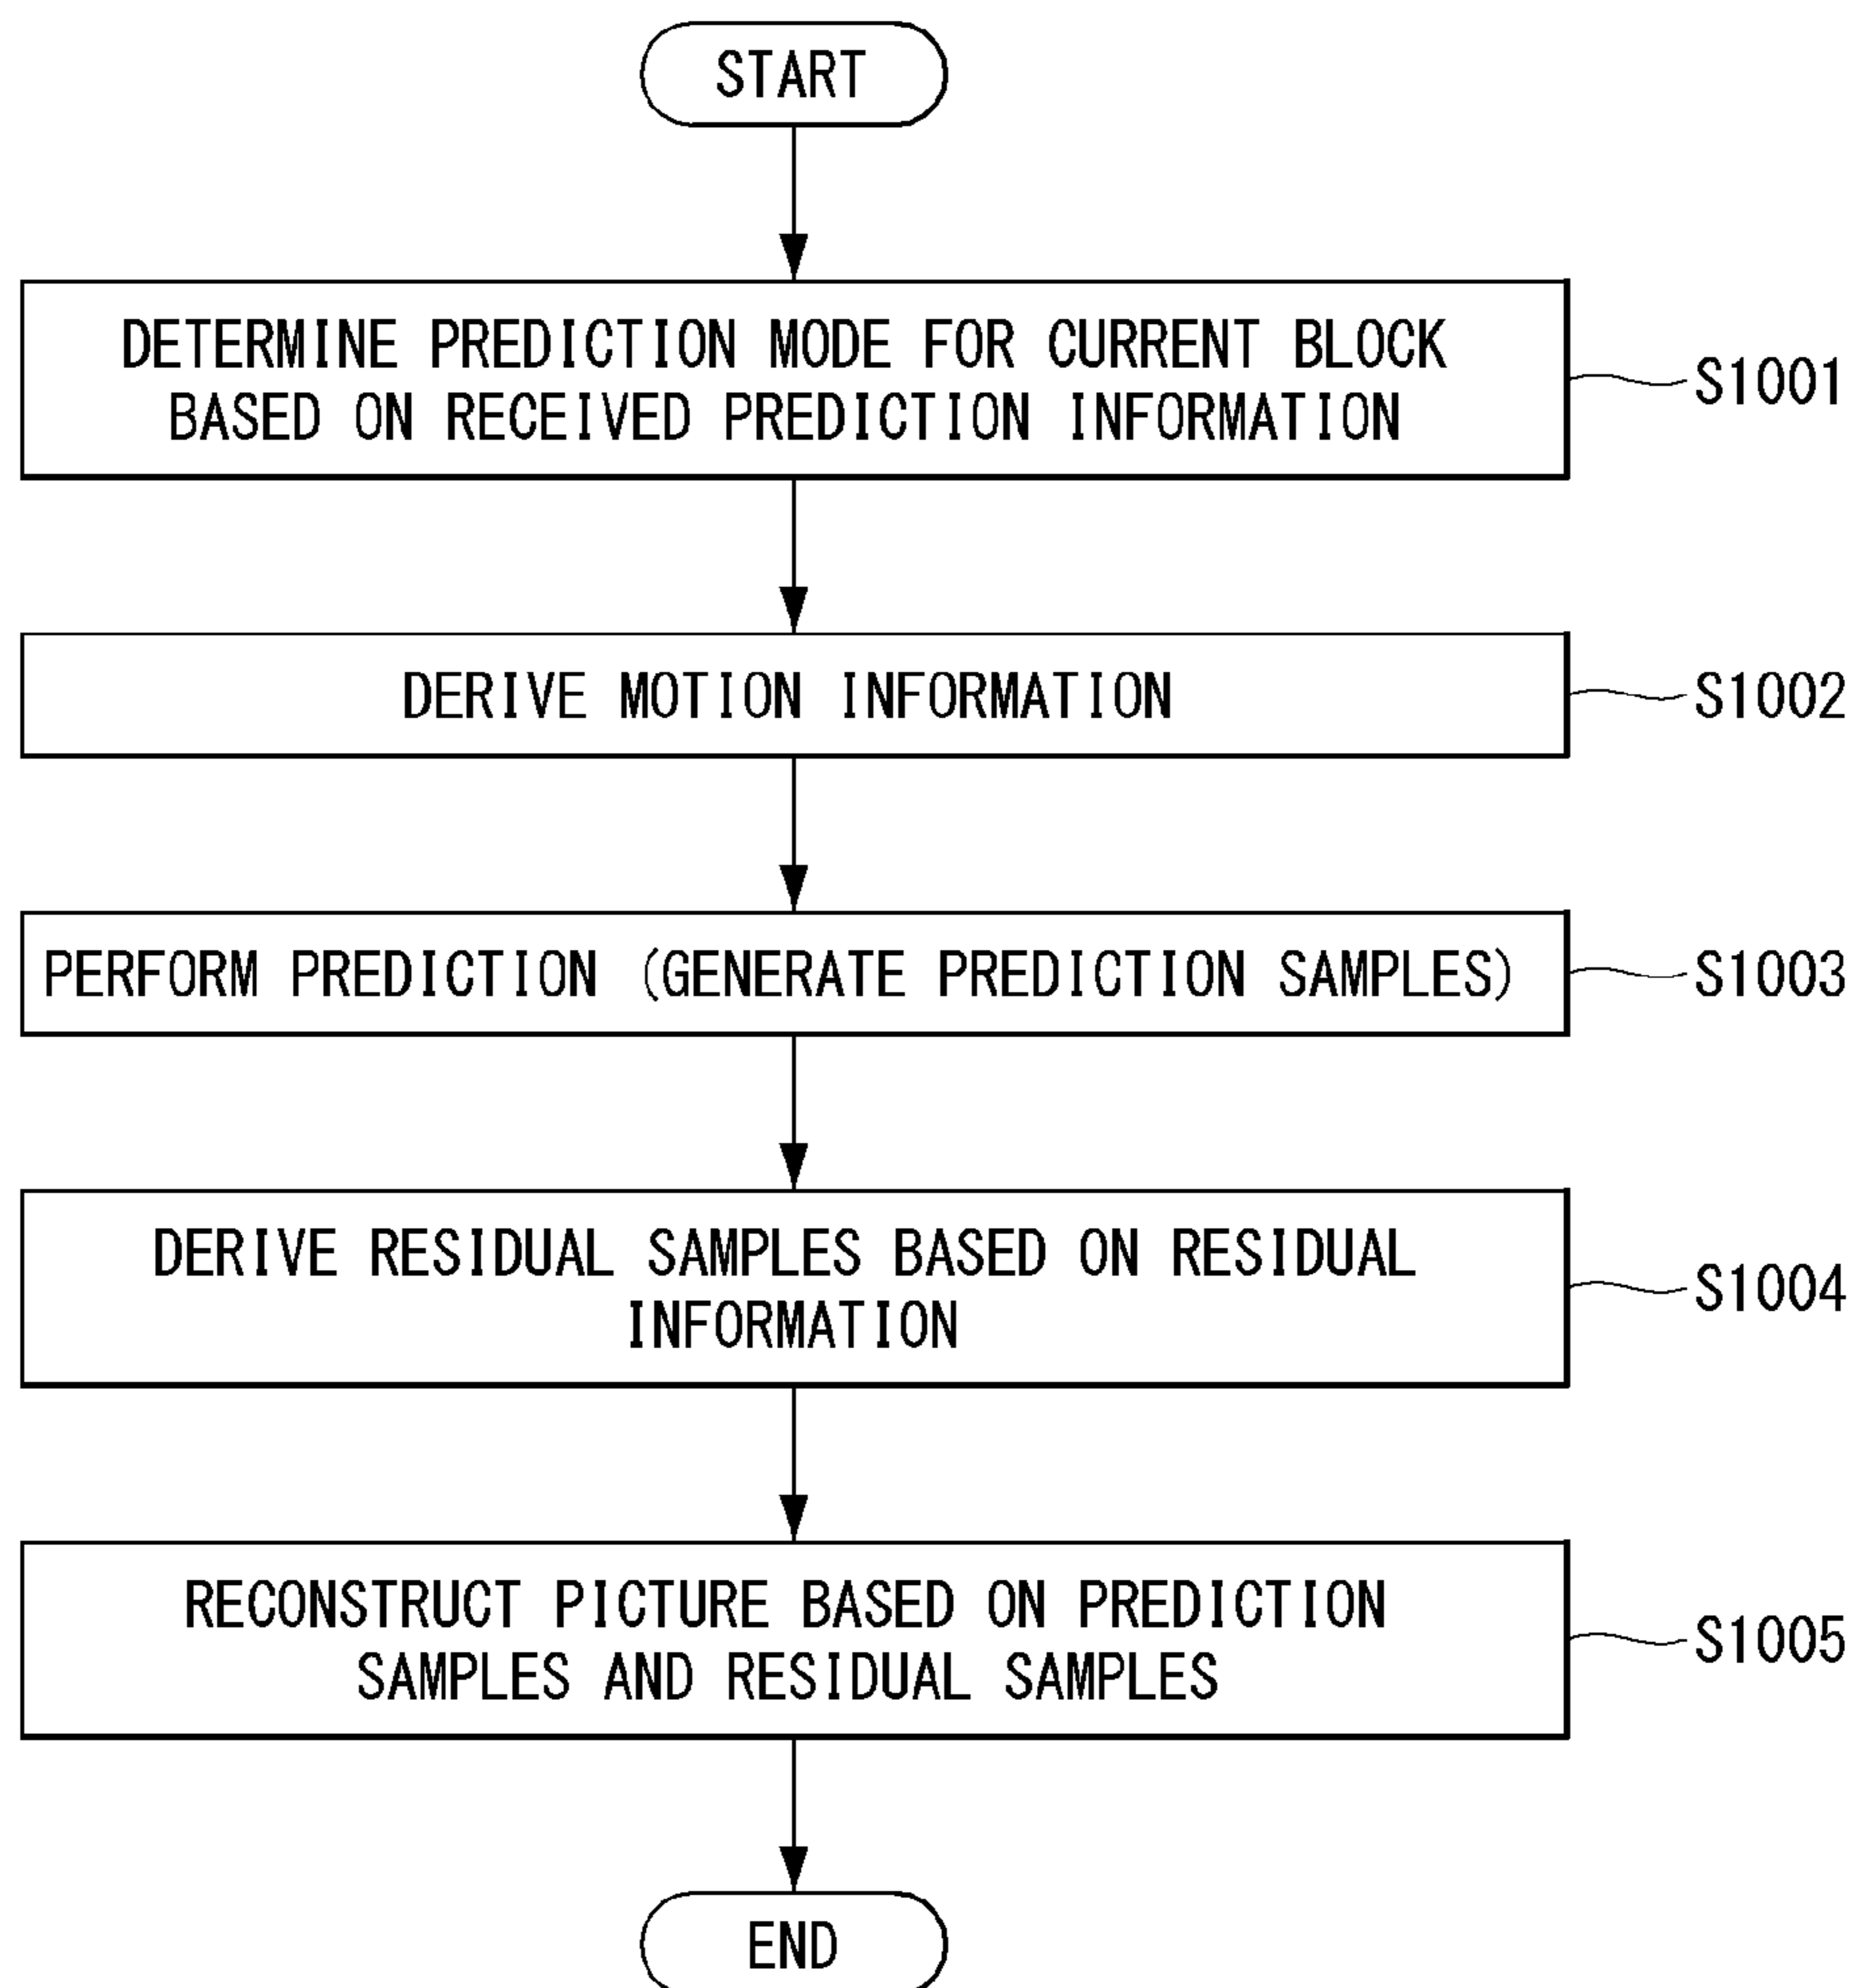 START
DETERMINE PREDICTION MODE FOR CURRENT BLOCK
BASED ON RECEIVED PREDICTION INFORMATION
S1001
DERIVE MOTION INFORMATION
S1002
PERFORM PREDICTION (GENERATE PREDICTION SAMPLES)
S1003
DERIVE RESIDUAL SAMPLES BASED ON RESIDUAL
INFORMATION
S1004
RECONSTRUCT PICTURE BASED ON PREDICTION
SAMPLES AND RESIDUAL SAMPLES
S1005
END